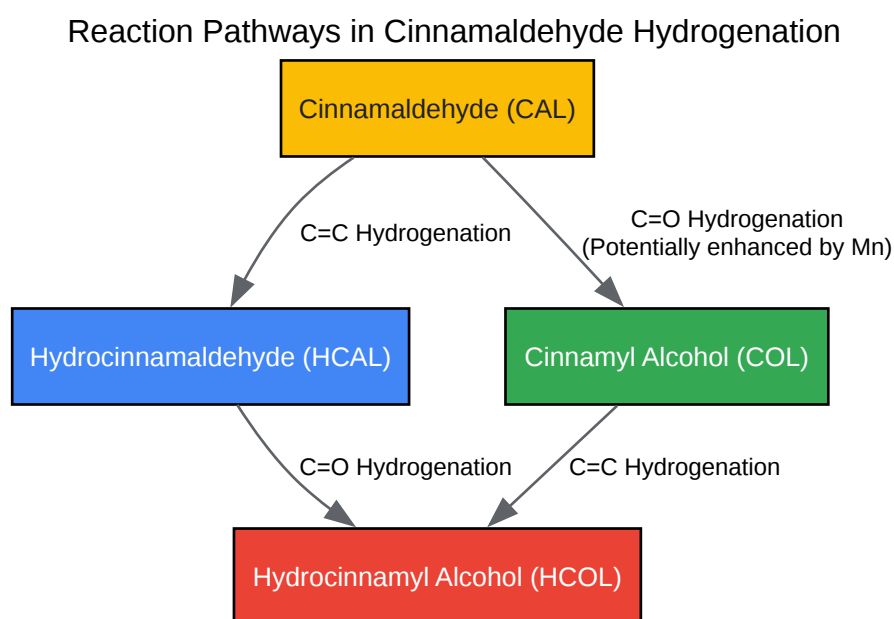 Reaction Pathways in Cinnamaldehyde Hydrogenation
Cinnamaldehyde (CAL)
C=C Hydrogenation
C=O Hydrogenation
(Potentially enhanced by Mn)
Hydrocinnamaldehyde (HCAL)
Cinnamyl Alcohol (COL)
C=O Hydrogenation
C=C Hydrogenation
Hydrocinnamyl Alcohol (HCOL)